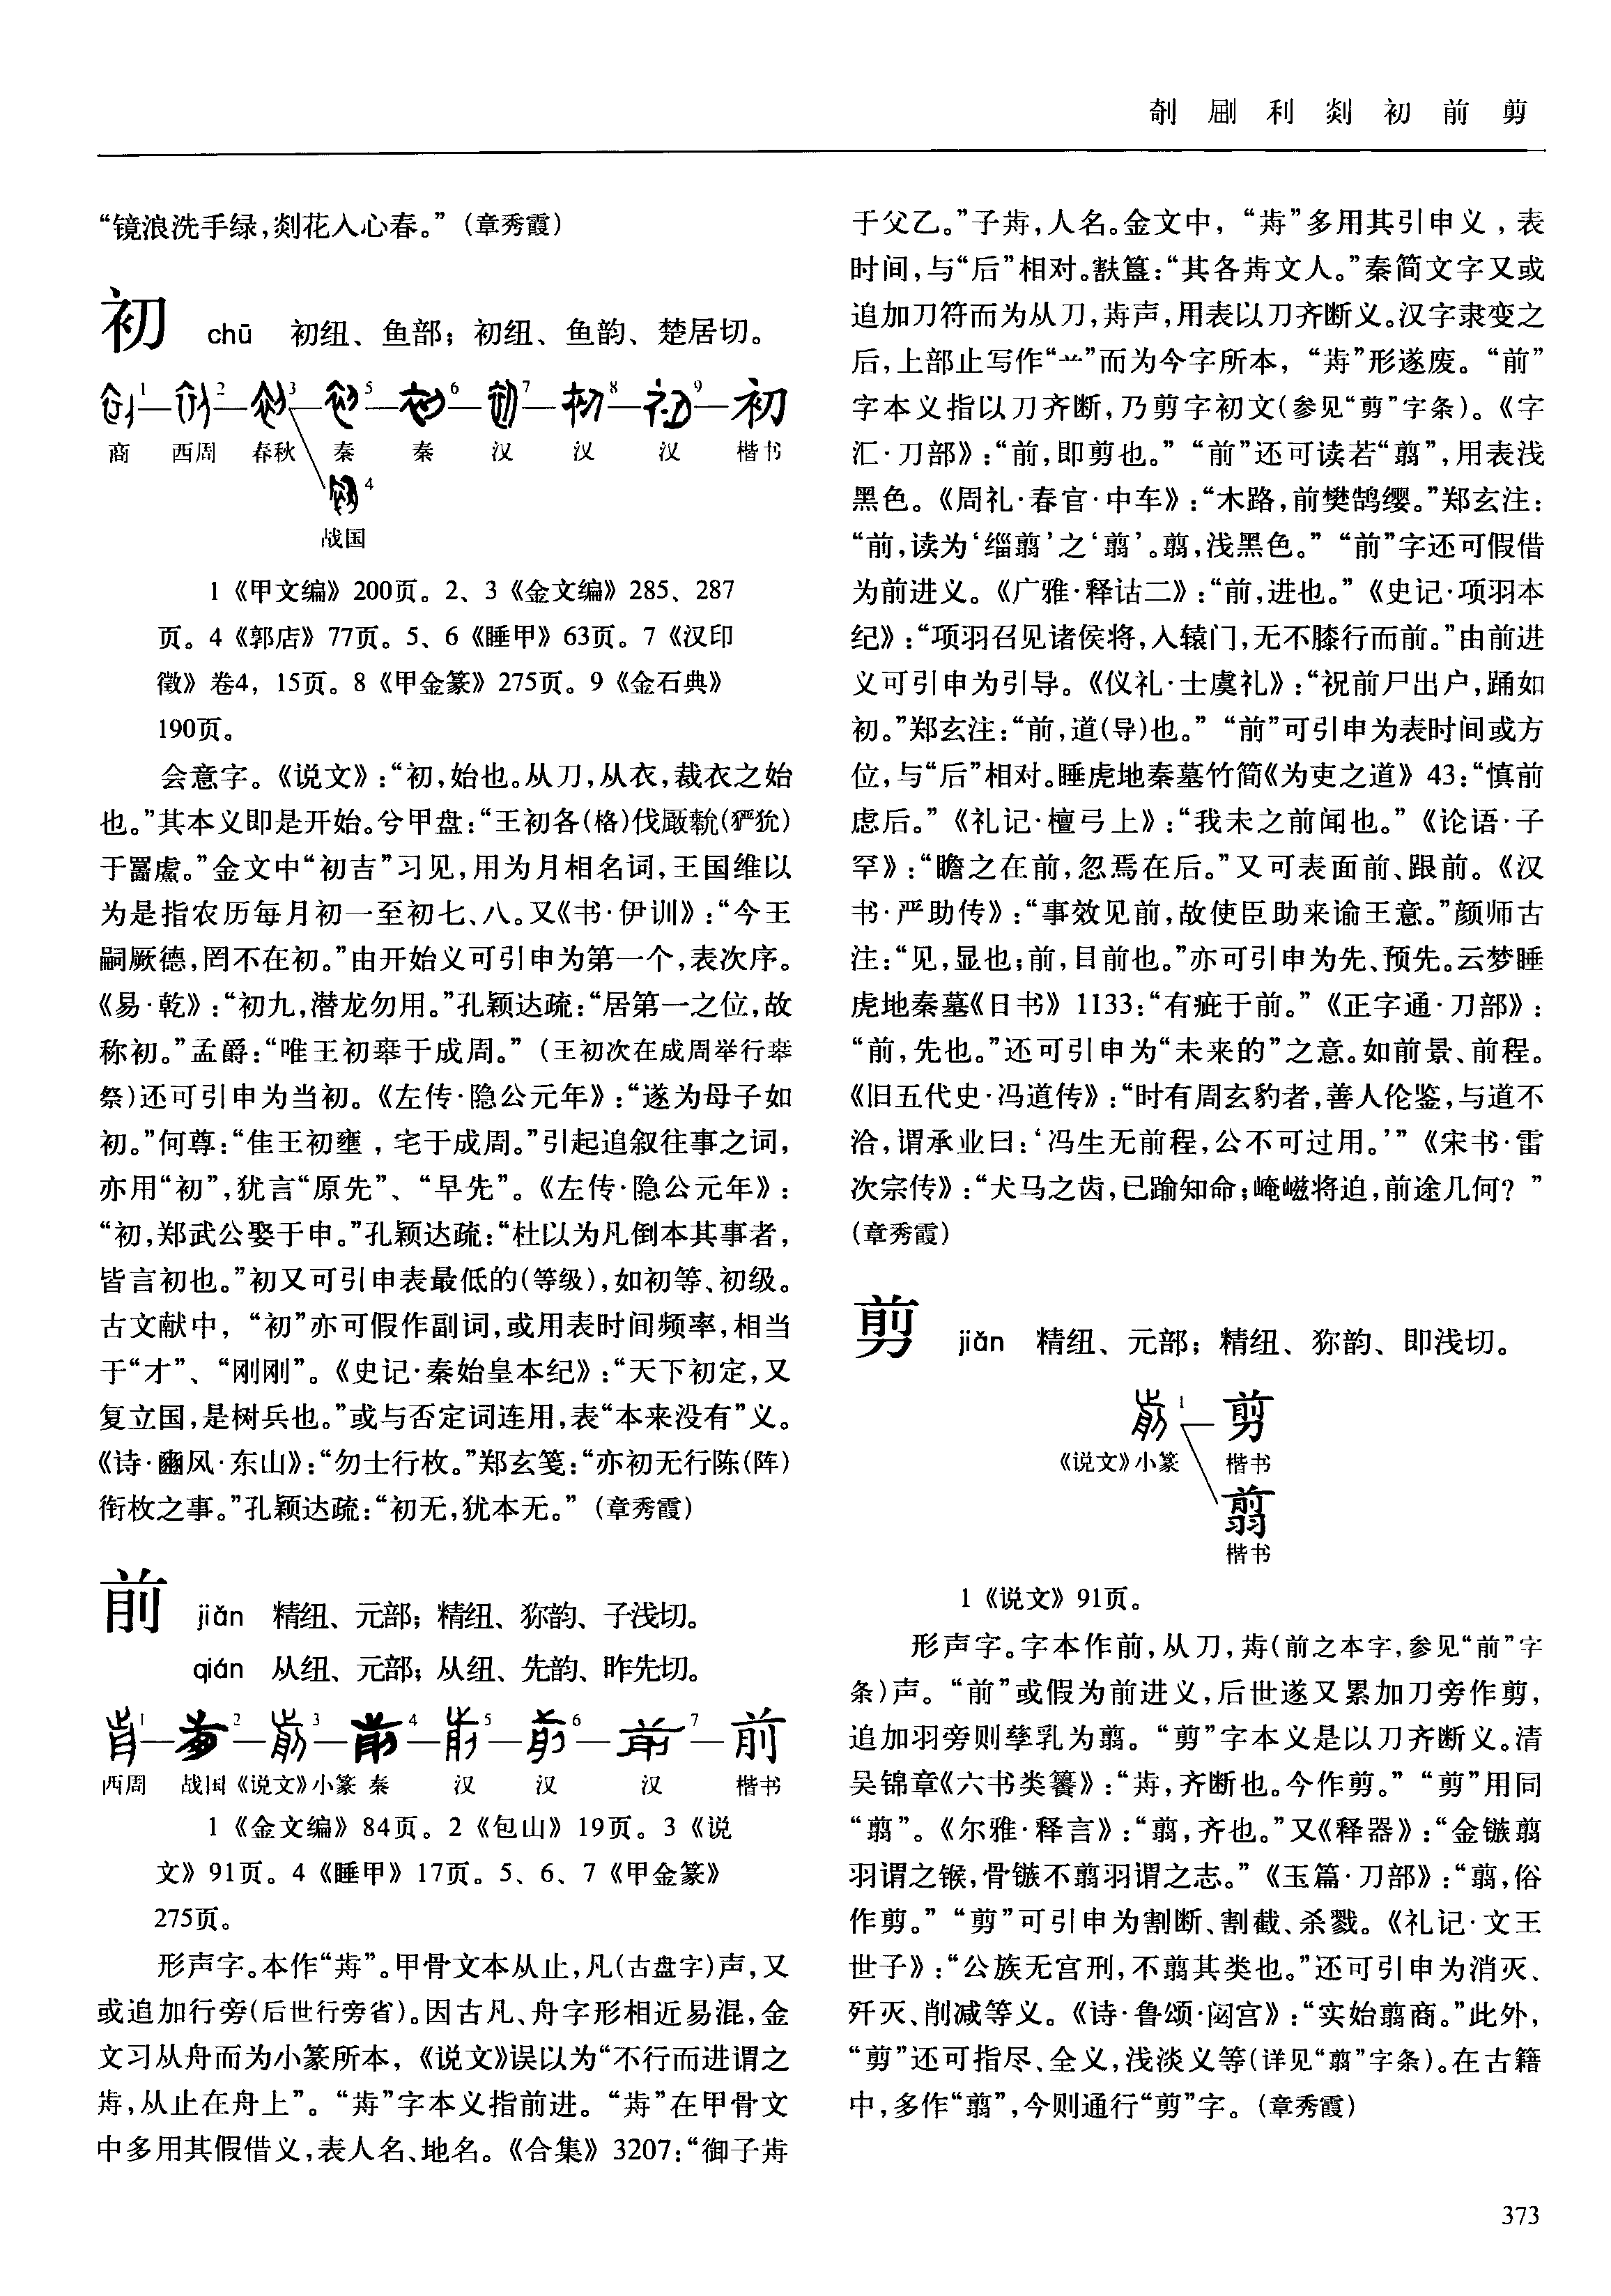 利 剡 初 前 剪
“镜浪洗手绿，剡花入心春。”（章秀霞）
初 chū 初纽、鱼部；初纽、鱼韵、楚居切。
1 2 3 5 6 7 8 9 初
商 西周 春秋 秦 秦 汉 汉 汉 楷书
4
战国
1《甲文编》200页。2、3《金文编》285、287
页。4《郭店》77页。5、6《睡甲》63页。7《汉印
徵》卷4，15页。8《甲金篆》275页。9《金石典》
190页。
会意字。《说文》：“初，始也。从刀，从衣，裁衣之始
也。”其本义即是开始。兮甲盘：“王初各（格）伐厰𤞤（𤞤狁）
于䚄𢉩。”金文中“初吉”习见，用为月相名词，王国维以
为是指农历每月初一至初七、八。又《书·伊训》：“今王
嗣厥德，罔不在初。”由开始义可引申为第一个，表次序。
《易·乾》：“初九，潜龙勿用。”孔颖达疏：“居第一之位，故
称初。”盂爵：“唯王初𠦪于成周。”（王初次在成周举行𠦪
祭）还可引申为当初。《左传·隐公元年》：“遂为母子如
初。”何尊：“隹王初壅，宅于成周。”引起追叙往事之词，
亦用“初”，犹言“原先”、“早先”。《左传·隐公元年》：
“初，郑武公娶于申。”孔颖达疏：“杜以为凡倒本其事者，
皆言初也。”初又可引申表最低的（等级），如初等、初级。
古文献中，“初”亦可假作副词，或用表时间频率，相当
于“才”、“刚刚”。《史记·秦始皇本纪》：“天下初定，又
复立国，是树兵也。”或与否定词连用，表“本来没有”义。
《诗·豳风·东山》：“勿士行枚。”郑玄笺：“亦初无行陈（阵）
衔枚之事。”孔颖达疏：“初无，犹本无。”（章秀霞）
前 jiǎn 精纽、元部；精纽、狝韵、子浅切。
qián 从纽、元部；从纽、先韵、昨先切。
1 2 3 4 5 6 7 前
西周 战国 《说文》小篆 秦 汉 汉 汉 楷书
1《金文编》84页。2《包山》19页。3《说
文》91页。4《睡甲》17页。5、6、7《甲金篆》
275页。
形声字。本作“歬”。甲骨文本从止，凡（古盘字）声，又
或追加行旁（后世行旁省）。因古凡、舟字形相近易混，金
文习从舟而为小篆所本，《说文》误以为“不行而进谓之
歬，从止在舟上”。“歬”字本义指前进。“歬”在甲骨文
中多用其假借义，表人名、地名。《合集》3207：“御子歬
于父乙。”子歬，人名。金文中，“歬”多用其引申义，表
时间，与“后”相对。㝬簋：“其各歬文人。”秦简文字又或
追加刀符而为从刀，歬声，用表以刀齐断义。汉字隶变之
后，上部止写作“䒑”而为今字所本，“歬”形遂废。“前”
字本义指以刀齐断，乃剪字初文（参见“剪”字条）。《字
汇·刀部》：“前，即剪也。”“前”还可读若“翦”，用表浅
黑色。《周礼·春官·巾车》：“木路，前樊鹄缨。”郑玄注：
“前，读为‘缁翦’之‘翦’。翦，浅黑色。”“前”字还可假借
为前进义。《广雅·释诂二》：“前，进也。”《史记·项羽本
纪》：“项羽召见诸侯将，入辕门，无不膝行而前。”由前进
义可引申为引导。《仪礼·士虞礼》：“祝前尸出户，踊如
初。”郑玄注：“前，道（导）也。”“前”可引申为表时间或方
位，与“后”相对。睡虎地秦墓竹简《为吏之道》43：“慎前
虑后。”《礼记·檀弓上》：“我未之前闻也。”《论语·子
罕》：“瞻之在前，忽焉在后。”又可表面前、跟前。《汉
书·严助传》：“事效见前，故使臣助来谕王意。”颜师古
注：“见，显也；前，目前也。”亦可引申为先、预先。云梦睡
虎地秦墓《日书》1133：“有疵于前。”《正字通·刀部》：
“前，先也。”还可引申为“未来的”之意。如前景、前程。
《旧五代史·冯道传》：“时有周玄豹者，善人伦鉴，与道不
洽，谓承业曰：‘冯生无前程，公不可过用。’”《宋书·雷
次宗传》：“犬马之齿，已踰知命；崦嵫将迫，前途几何？”
（章秀霞）
剪 jiǎn 精纽、元部；精纽、狝韵、即浅切。
1 剪
《说文》小篆 楷书
翦
楷书
1《说文》91页。
形声字。字本作前，从刀，歬（前之本字，参见“前”字
条）声。“前”或假为前进义，后世遂又累加刀旁作剪，
追加羽旁则孳乳为翦。“剪”字本义是以刀齐断义。清
吴锦章《六书类籑》：“歬，齐断也。今作剪。”“剪”用同
“翦”。《尔雅·释言》：“翦，齐也。”又《释器》：“金镞翦
羽谓之鍭，骨镞不翦羽谓之志。”《玉篇·刀部》：“翦，俗
作剪。”“剪”可引申为割断、割截、杀戮。《礼记·文王
世子》：“公族无宫刑，不翦其类也。”还可引申为消灭、
歼灭、削减等义。《诗·鲁颂·閟宫》：“实始翦商。”此外，
“剪”还可指尽、全义，浅淡义等（详见“翦”字条）。在古籍
中，多作“翦”，今则通行“剪”字。（章秀霞）
373